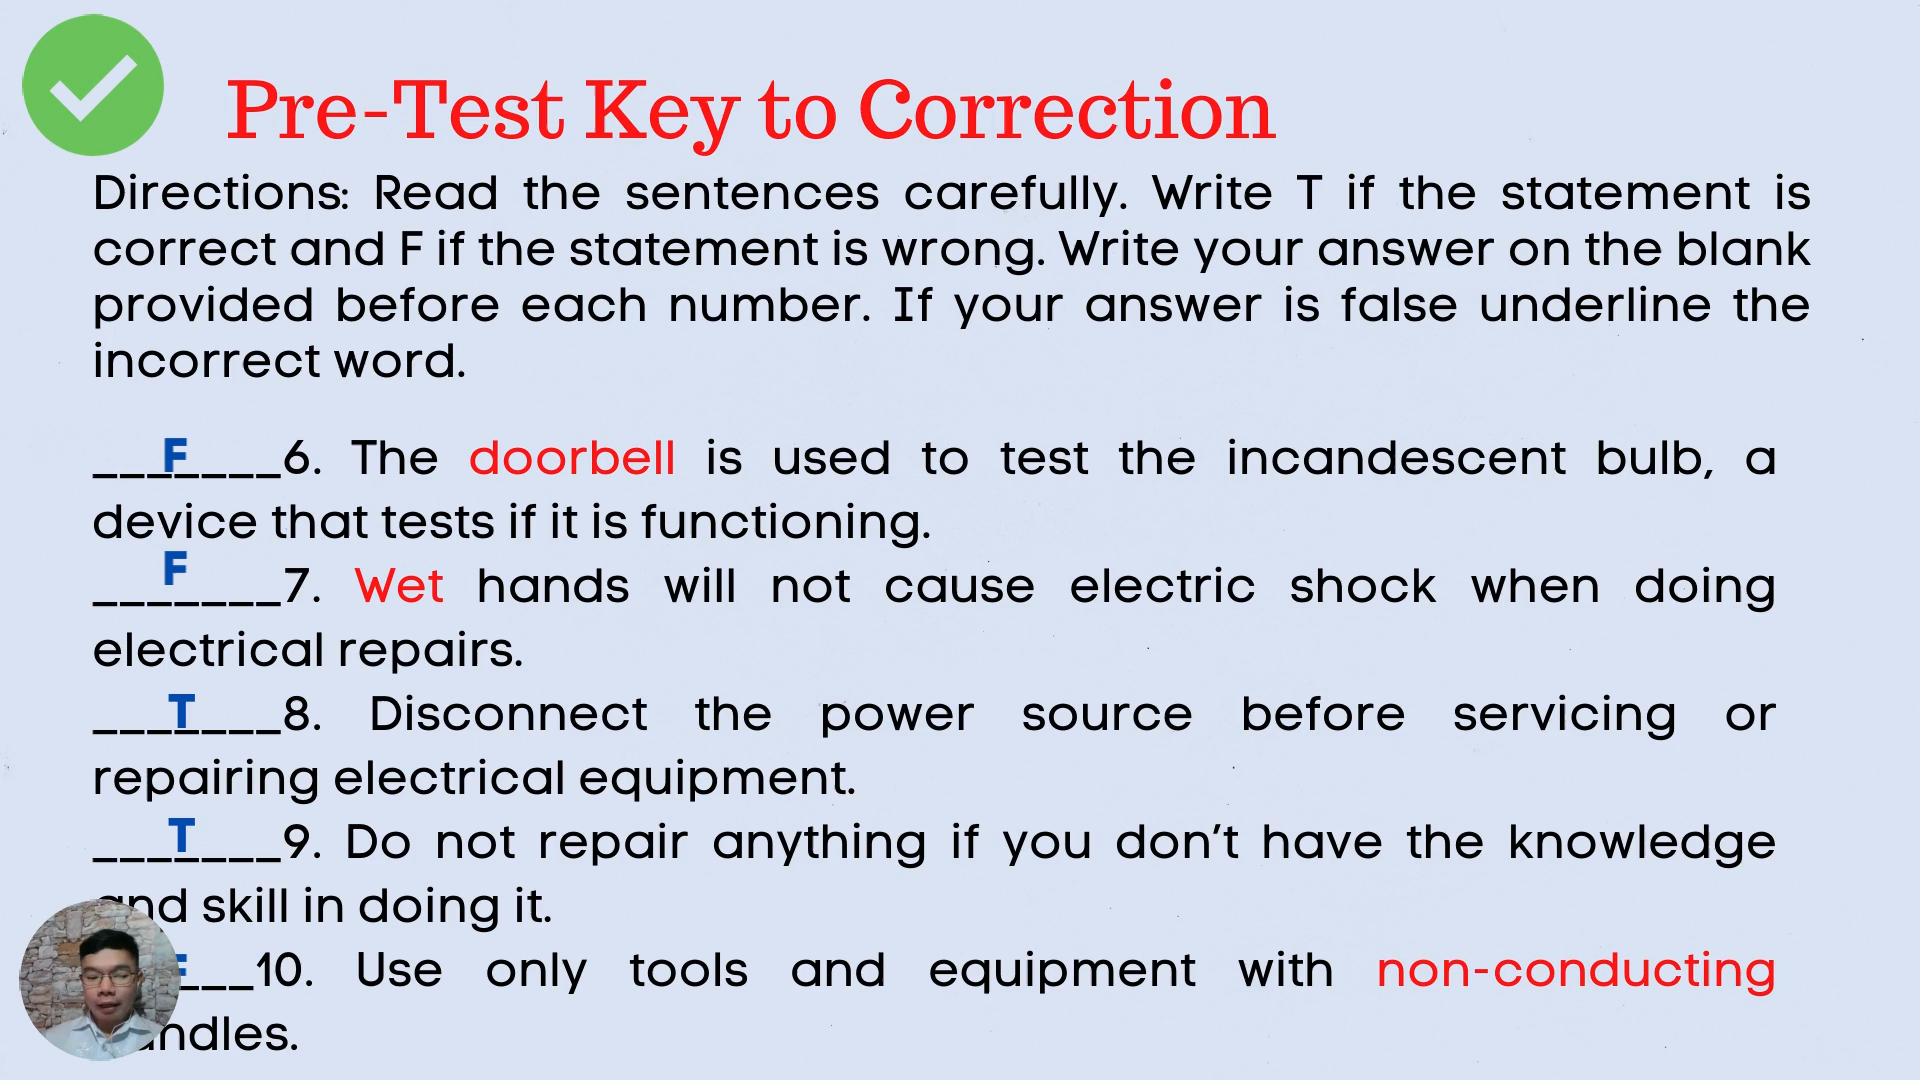 Pre-Test Key to Correction
Directions: Read the sentences carefully. Write T if the statement is
correct and F if the statement is wrong. Write your answer on the blank
provided before each number. If your answer is false underline the
incorrect word.
___F____6. The doorbell is used to test the incandescent bulb, a
device that tests if it is functioning.
___F____7. Wet hands will not cause electric shock when doing
electrical repairs.
___T____8. Disconnect the power source before servicing or
repairing electrical equipment.
___T____9. Do not repair anything if you don't have the knowledge
and skill in doing it.
F___10. Use only tools and equipment with non-conducting
handles.